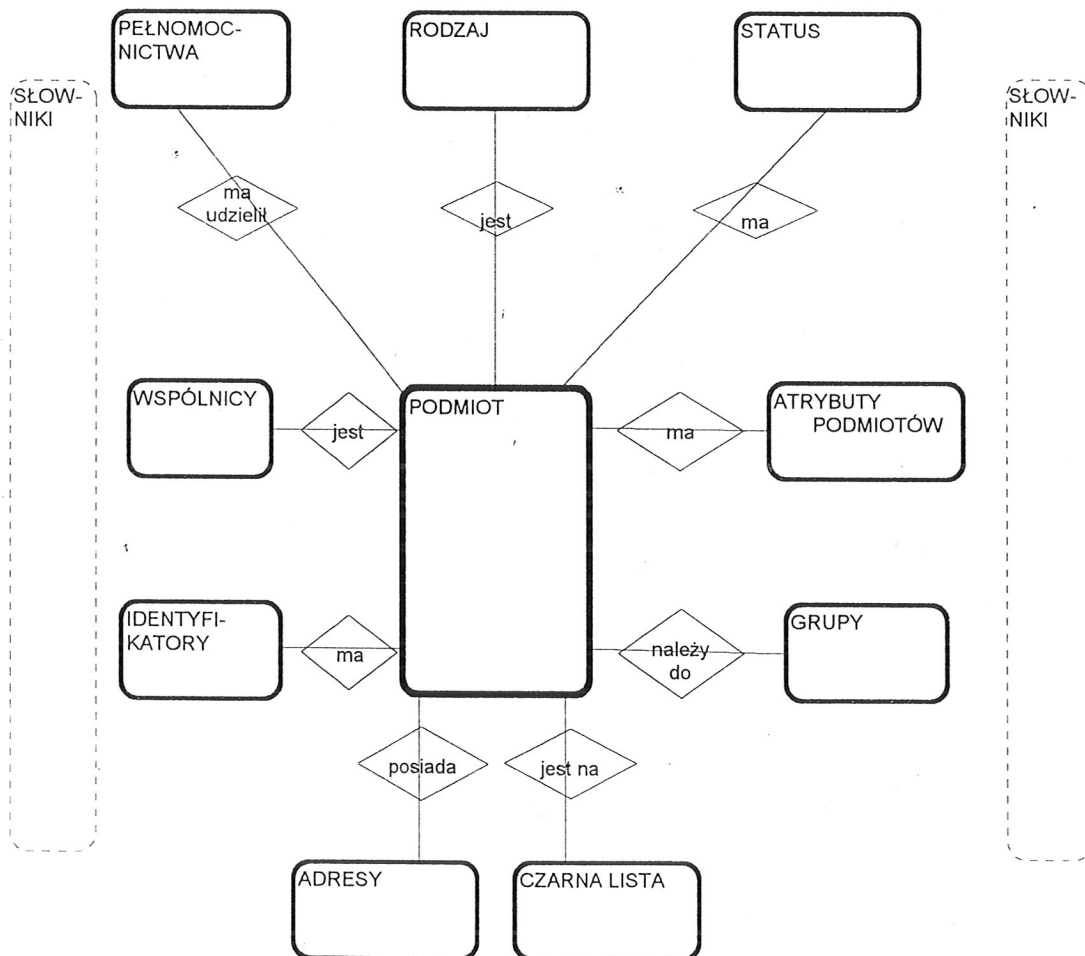 PEŁNOMOC-
NICTWA
RODZAJ
STATUS
SŁOW-
NIKI
SŁOW-
NIKI
ma
udzielił
jest
ma
WSPÓLNICY
jest
PODMIOT
ma
ATRYBUTY
PODMIOTÓW
IDENTYFI-
KATORY
ma
należy
do
GRUPY
posiada
jest na
ADRESY
CZARNA LISTA